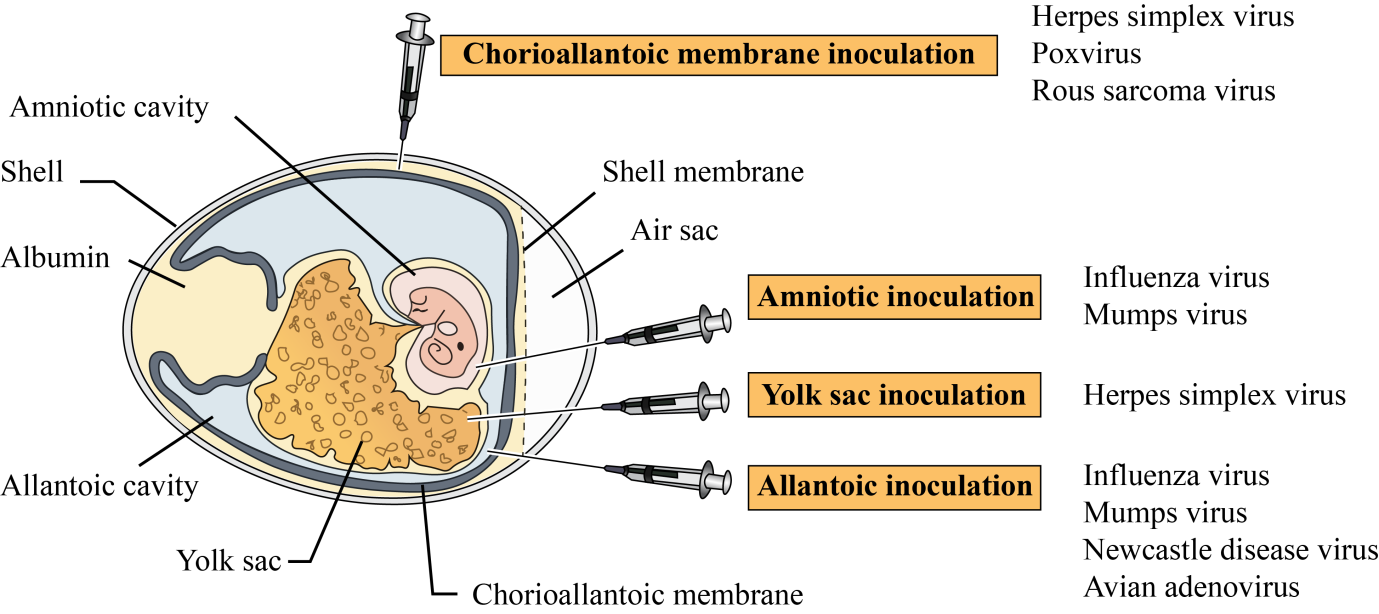 Herpes simplex virus
Chorioallantoic membrane inoculation
Poxvirus
Rous sarcoma virus
Amniotic cavity
Shell
Shell membrane
Air sac
Albumin
Amniotic inoculation
Influenza virus
Mumps virus
Yolk sac inoculation
Herpes simplex virus
Allantoic cavity
Allantoic inoculation
Influenza virus
Mumps virus
Newcastle disease virus
Avian adenovirus
Yolk sac
Chorioallantoic membrane